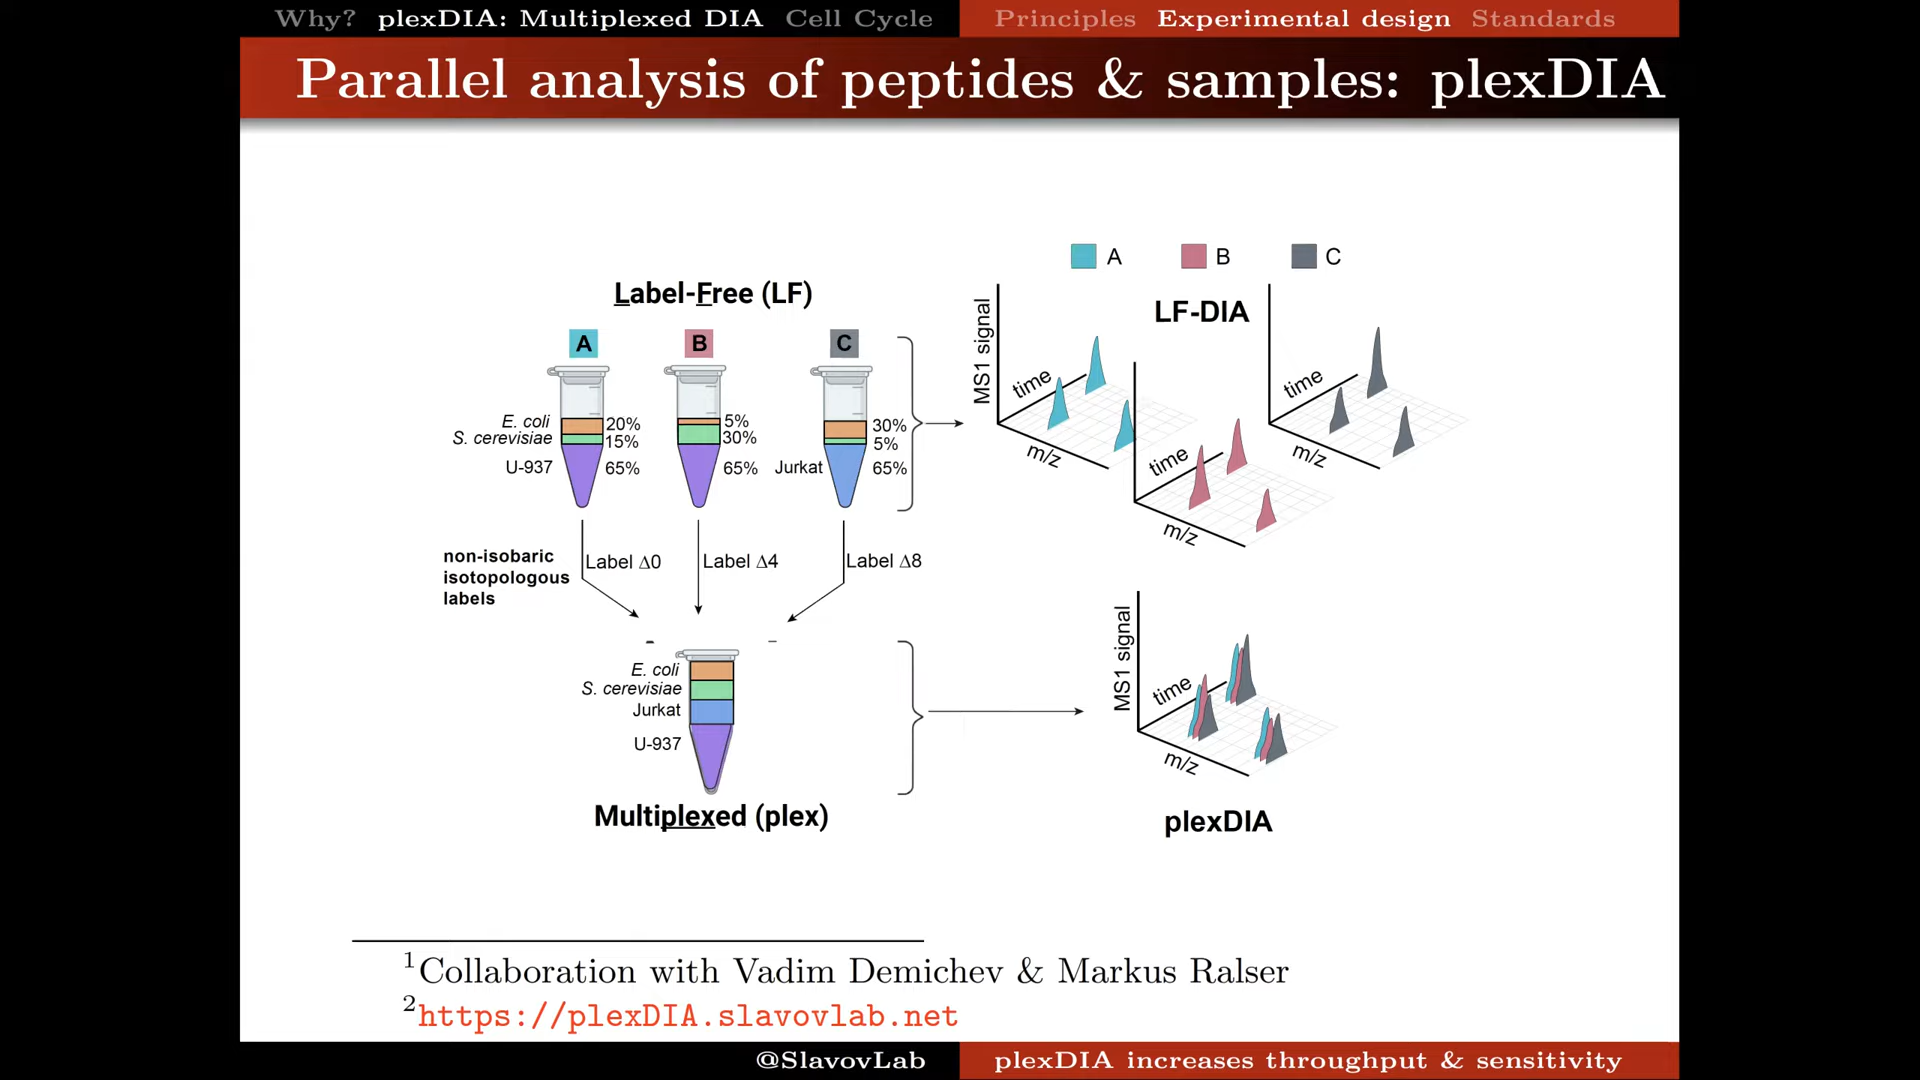 Why? plexDIA: Multiplexed DIA Cell Cycle
Principles Experimental design Standards
Parallel analysis of peptides & samples: plexDIA
Label-Free (LF)
A
B
C
E. coli
20%
5%
30%
S. cerevisiae
15%
30%
5%
U-937
65%
65%
Jurkat
65%
non-isobaric
isotopologous
labels
Label Δ0
Label Δ4
Label Δ8
E. coli
S. cerevisiae
Jurkat
U-937
Multiplexed (plex)
A
B
C
LF-DIA
MS1 signal
time
m/z
time
m/z
time
m/z
MS1 signal
time
m/z
plexDIA
1Collaboration with Vadim Demichev & Markus Ralser
2https://plexDIA.slavovlab.net
@SlavovLab
plexDIA increases throughput & sensitivity